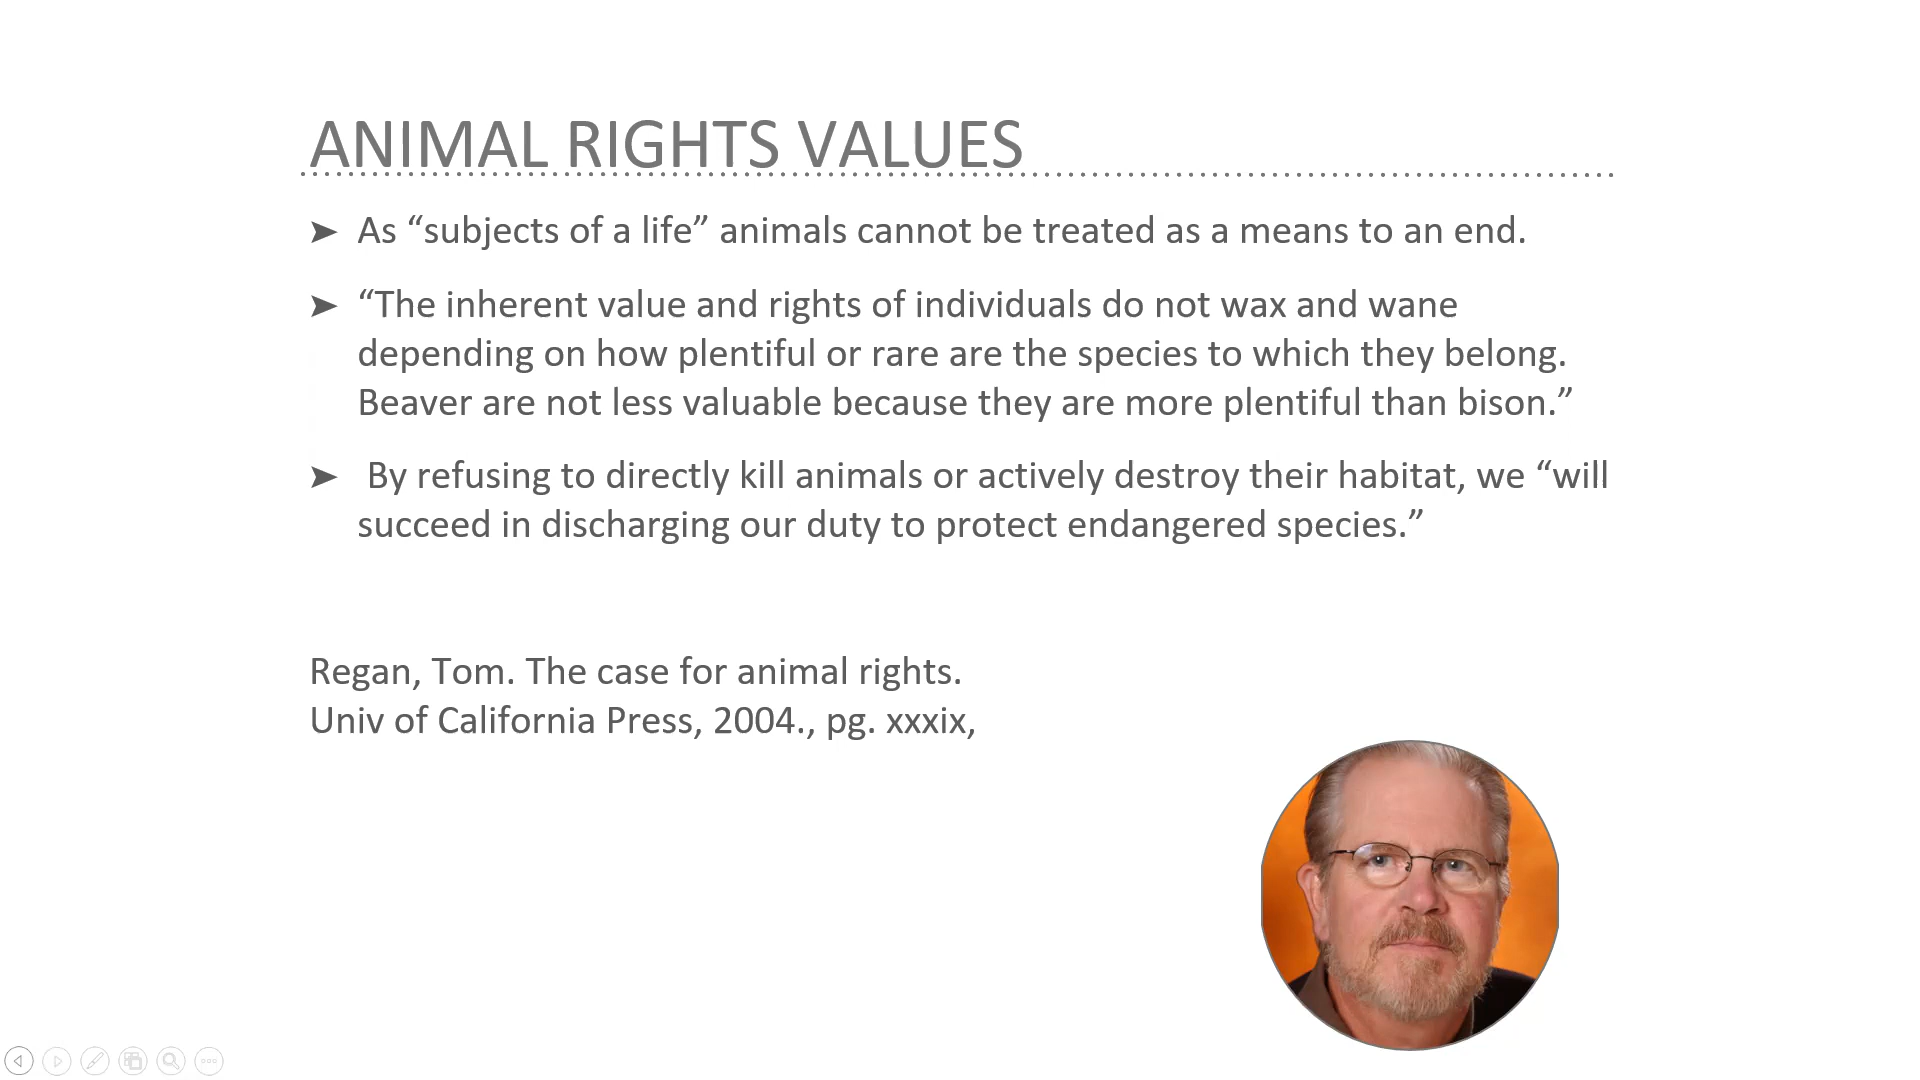 ANIMAL RIGHTS VALUES
➤ As “subjects of a life” animals cannot be treated as a means to an end.
➤ “The inherent value and rights of individuals do not wax and wane
depending on how plentiful or rare are the species to which they belong.
Beaver are not less valuable because they are more plentiful than bison.”
➤ By refusing to directly kill animals or actively destroy their habitat, we “will
succeed in discharging our duty to protect endangered species.”
Regan, Tom. The case for animal rights.
Univ of California Press, 2004., pg. xxxix,